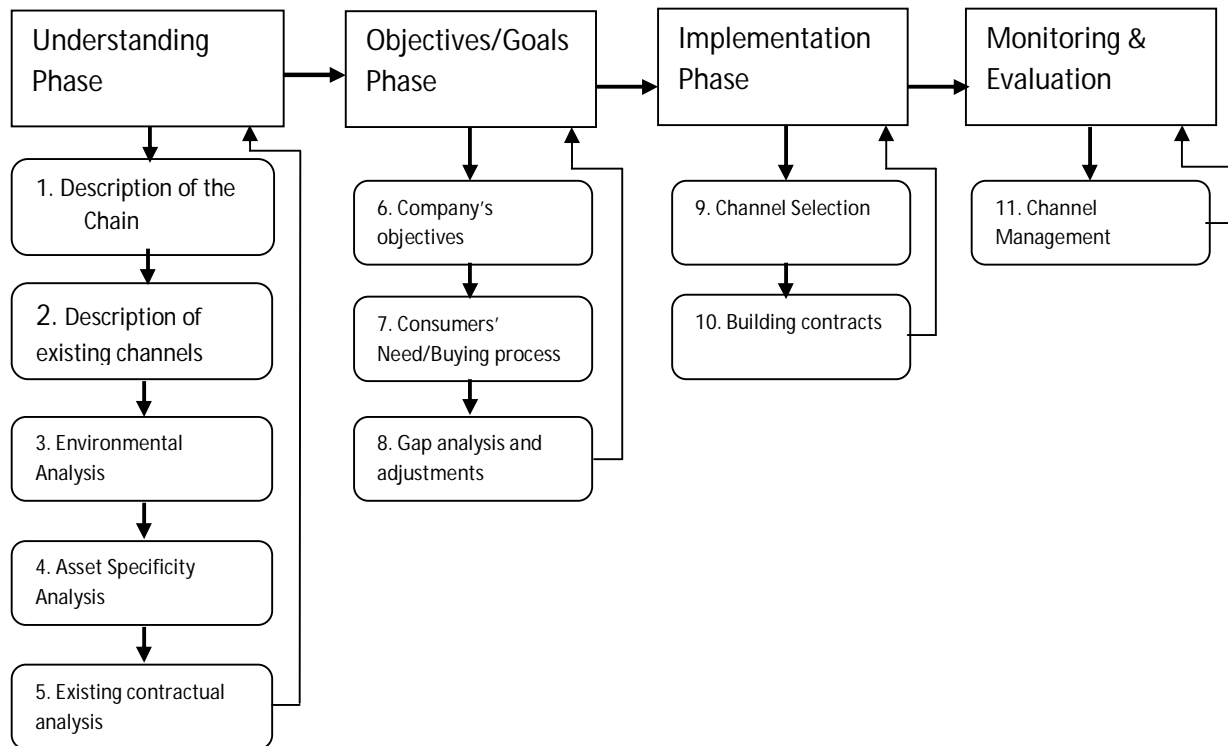 Understanding
Phase
1. Description of the
Chain
2. Description of
existing channels
3. Environmental
Analysis
4. Asset Specificity
Analysis
5. Existing contractual
analysis
Objectives/Goals
Phase
6. Company's
objectives
7. Consumers'
Need/Buying process
8. Gap analysis and
adjustments
Implementation
Phase
9. Channel Selection
10. Building contracts
Monitoring &
Evaluation
11. Channel
Management